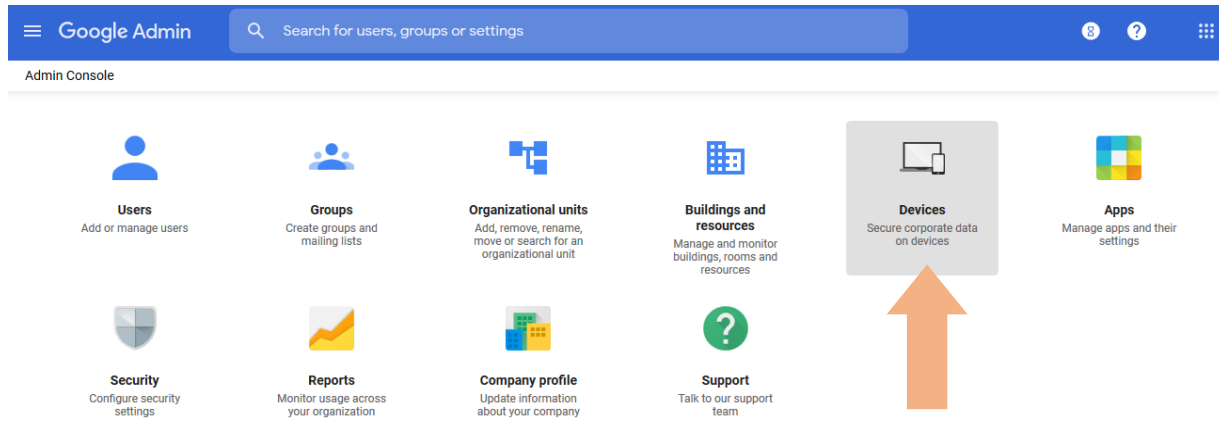 Google Admin
Search for users, groups or settings
Admin Console
Users
Add or manage users
Groups
Create groups and
mailing lists
Organizational units
Add, remove, rename,
move or search for an
organizational unit
Buildings and
resources
Manage and monitor
buildings, rooms and
resources
Devices
Secure corporate data
on devices
Apps
Manage apps and their
settings
Security
Configure security
settings
Reports
Monitor usage across
your organization
Company profile
Update information
about your company
Support
Talk to our support
team